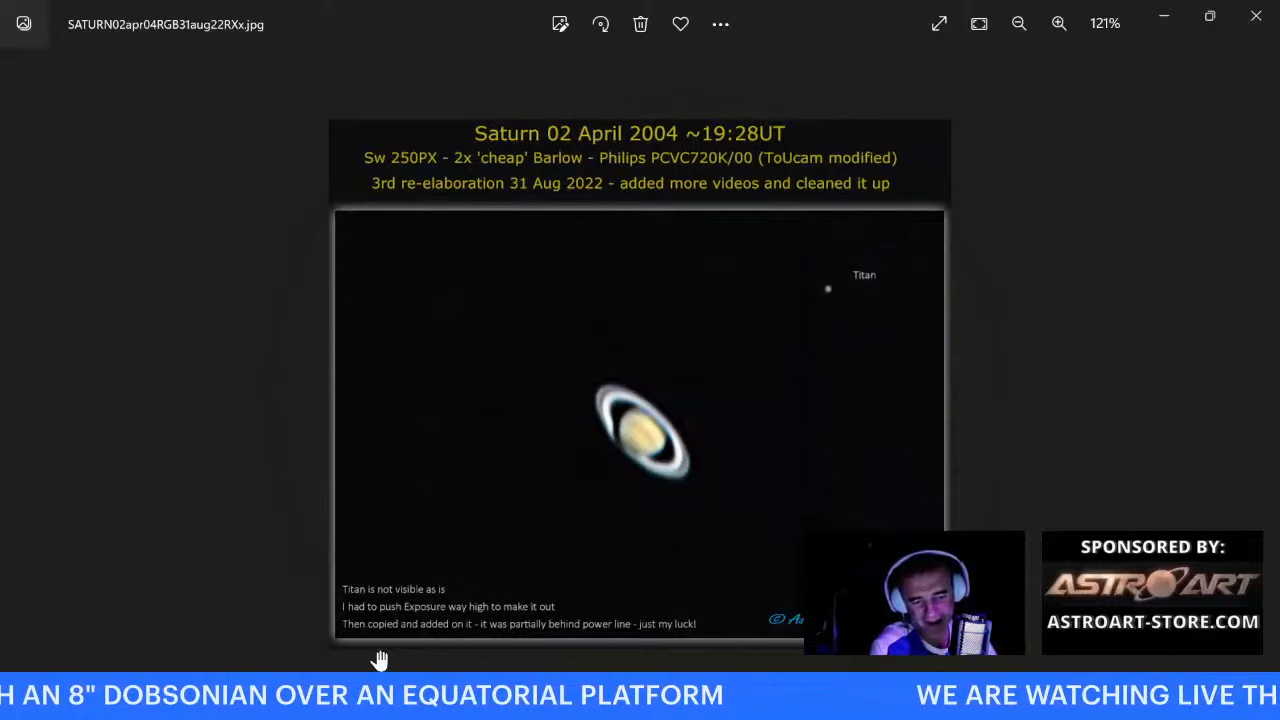 SATURN02apr04RGB31aug22RXx.jpg
121%
Saturn 02 April 2004 ~19:28UT
Sw 250PX - 2x 'cheap' Barlow - Philips PCVC720K/00 (ToUcam modified)
3rd re-elaboration 31 Aug 2022 - added more videos and cleaned it up
Titan
Titan is not visible as is
I had to push Exposure way high to make it out
Then copied and added on it - it was partially behind power line - just my luck!
© As
SPONSORED BY:
ASTROART
ASTROART-STORE.COM
H AN 8" DOBSONIAN OVER AN EQUATORIAL PLATFORM WE ARE WATCHING LIVE TH